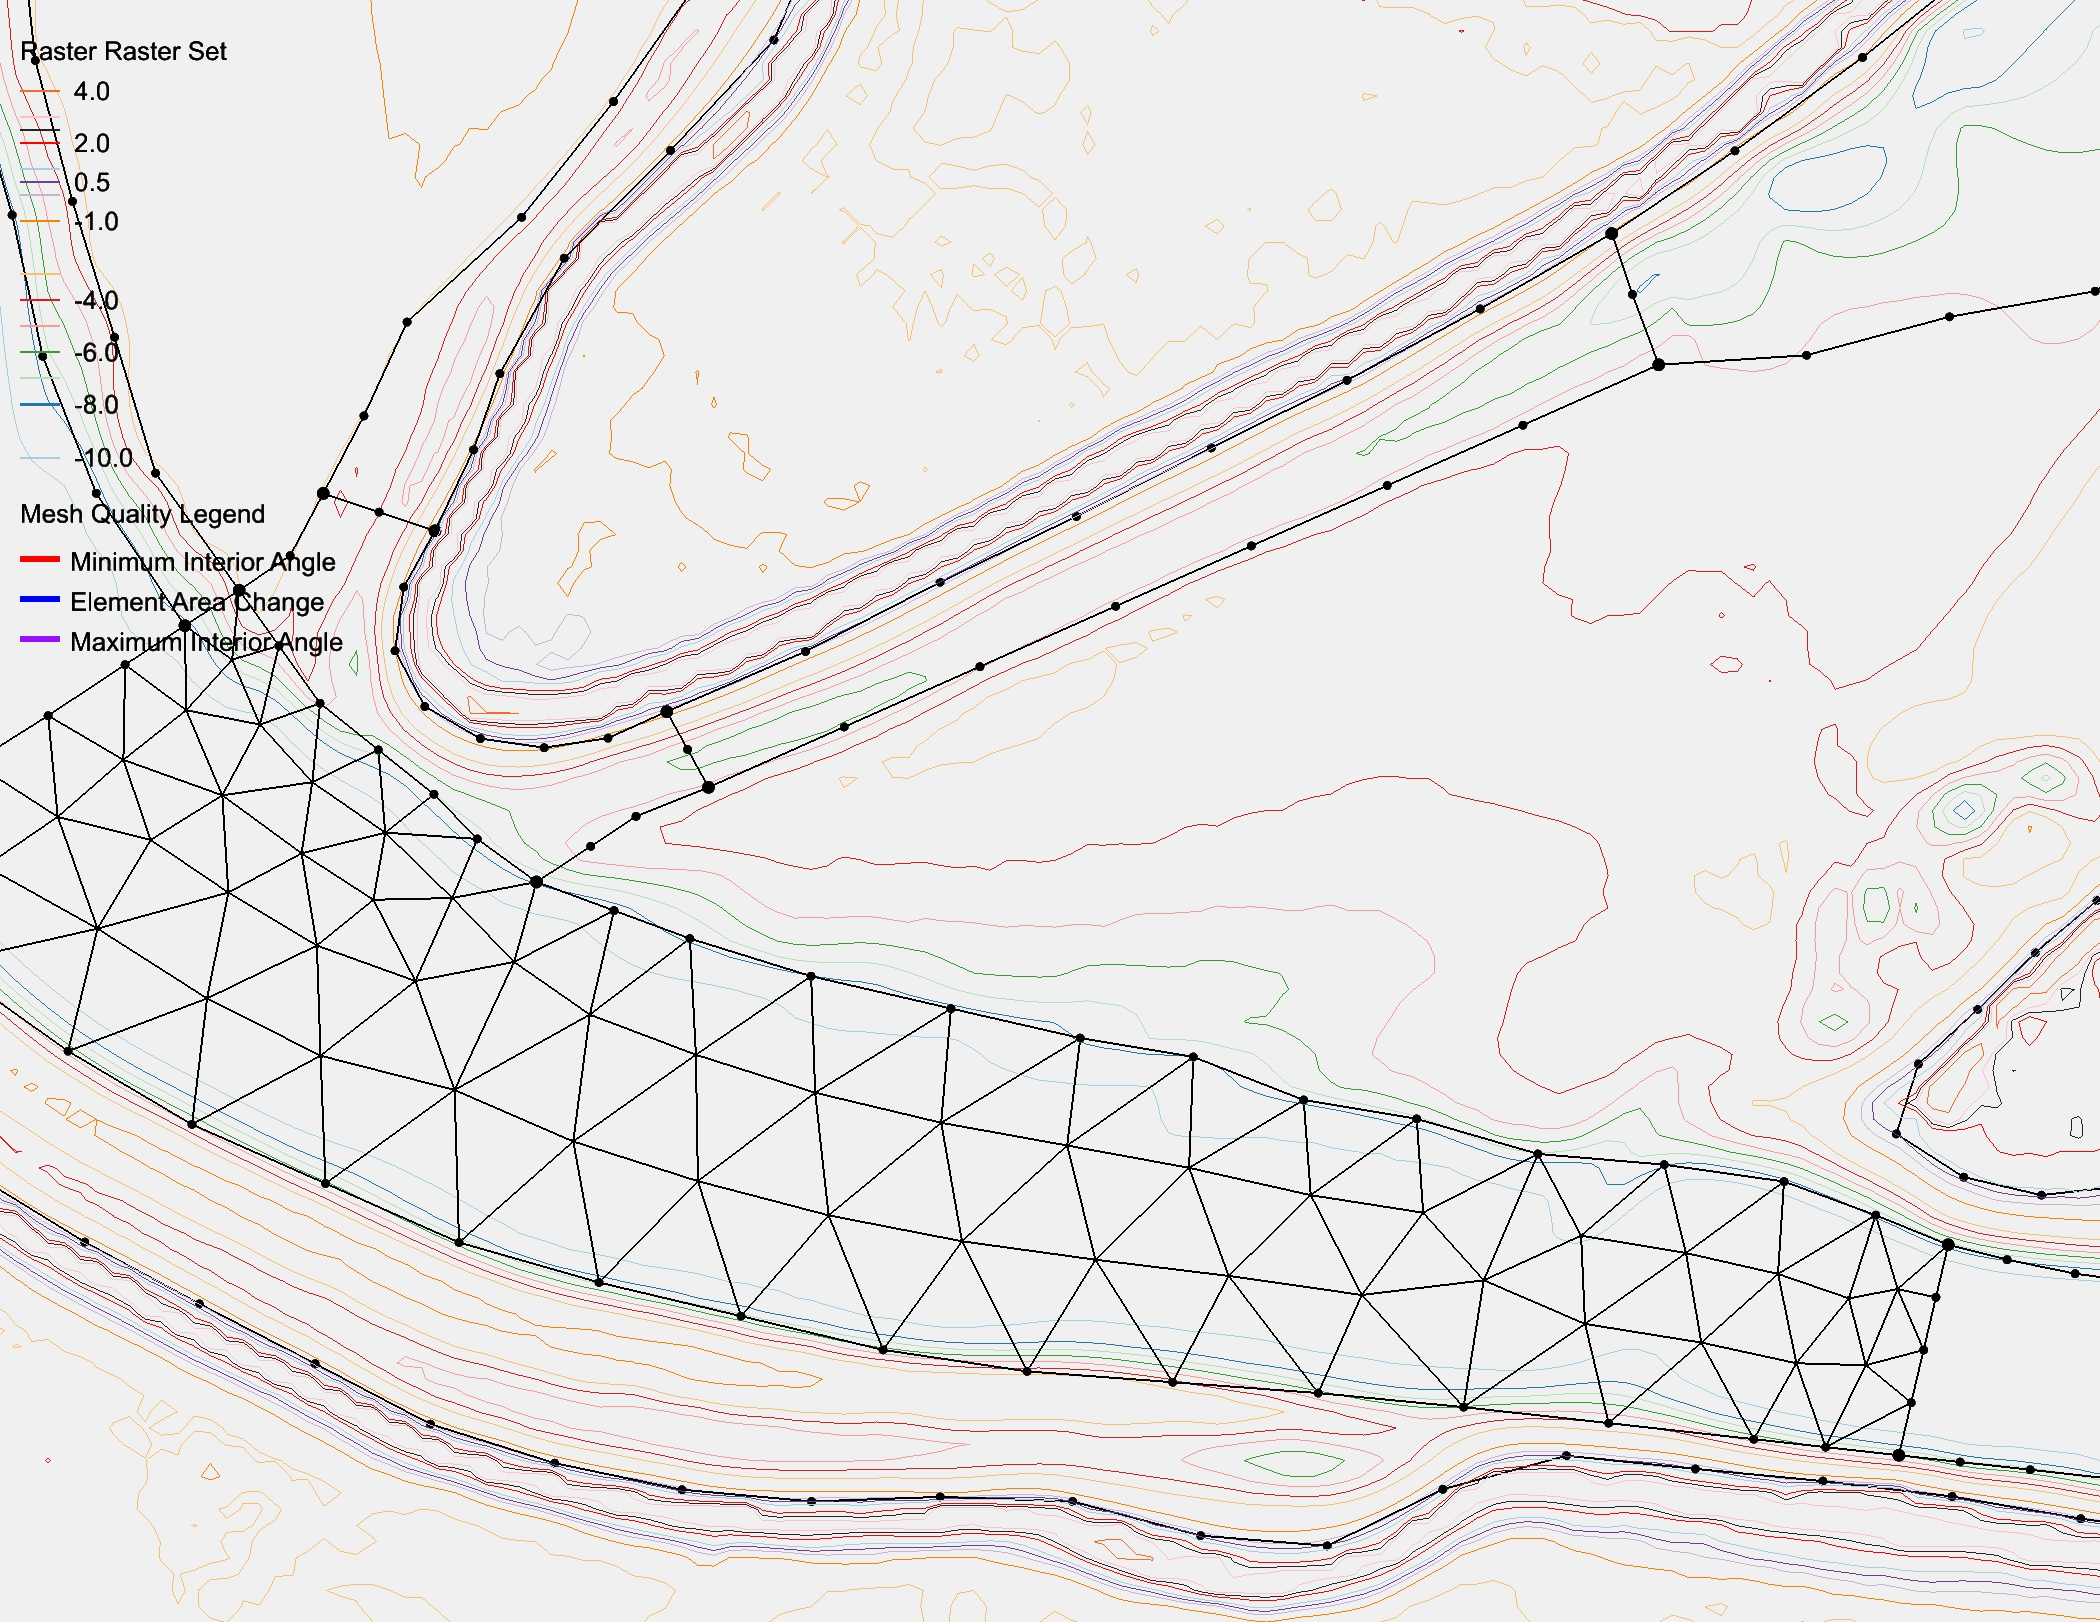 Raster Raster Set
4.0
2.0
0.5
-1.0
-4.0
-6.0
-8.0
-10.0
Mesh Quality Legend
Minimum Interior Angle
Element Area Change
Maximum Interior Angle